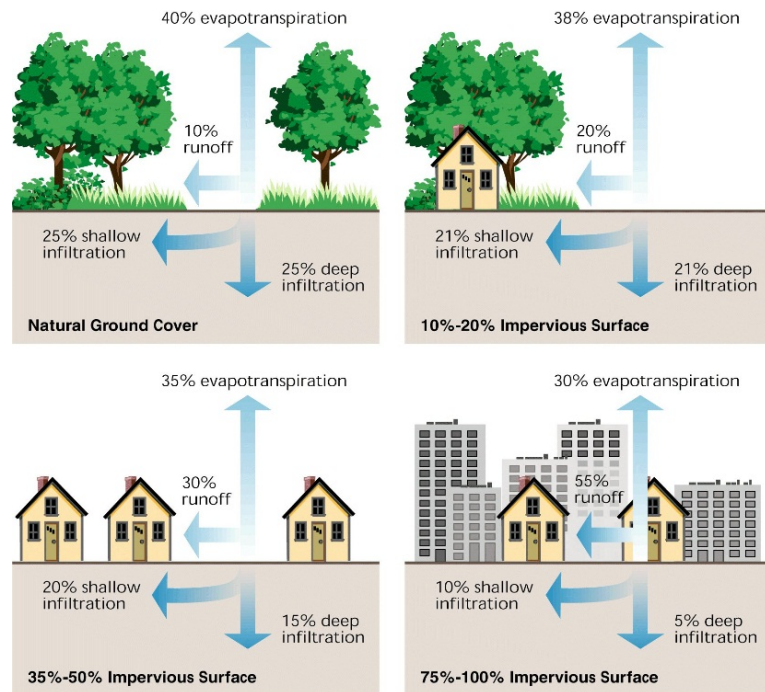 40% evapotranspiration
10%
runoff
25% shallow
infiltration
25% deep
infiltration
Natural Ground Cover
38% evapotranspiration
20%
runoff
21% shallow
infiltration
21% deep
infiltration
10%-20% Impervious Surface
35% evapotranspiration
30%
runoff
20% shallow
infiltration
15% deep
infiltration
35%-50% Impervious Surface
30% evapotranspiration
55%
runoff
10% shallow
infiltration
5% deep
infiltration
75%-100% Impervious Surface